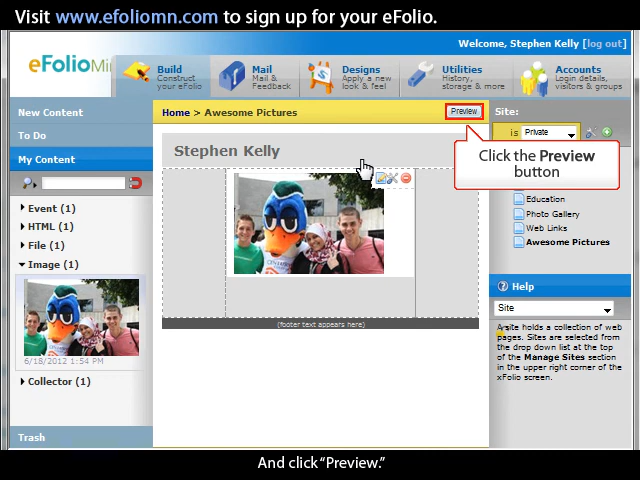 Visit www.efoliomn.com to sign up for your eFolio.
Welcome, Stephen Kelly [log out]
eFolioMi
Build
Construct
your eFolio
Mail
Mail &
Feedback
Designs
Apply a new
look & feel
Utilities
History,
storage & more
Accounts
Login details,
visitors & groups
New Content
To Do
My Content
Event (1)
HTML (1)
File (1)
Image (1)
6/18/2012 1:54 PM
Collector (1)
Trash
Home > Awesome Pictures
Preview
Stephen Kelly
(footer text appears here)
Site:
is Private
Click the Preview
button
Education
Photo Gallery
Web Links
Awesome Pictures
Help
Site
A site holds a collection of web
pages. Sites are selected from
the drop down list at the top
of the Manage Sites section
in the upper right corner of the
xFolio screen.
And click “Preview.”